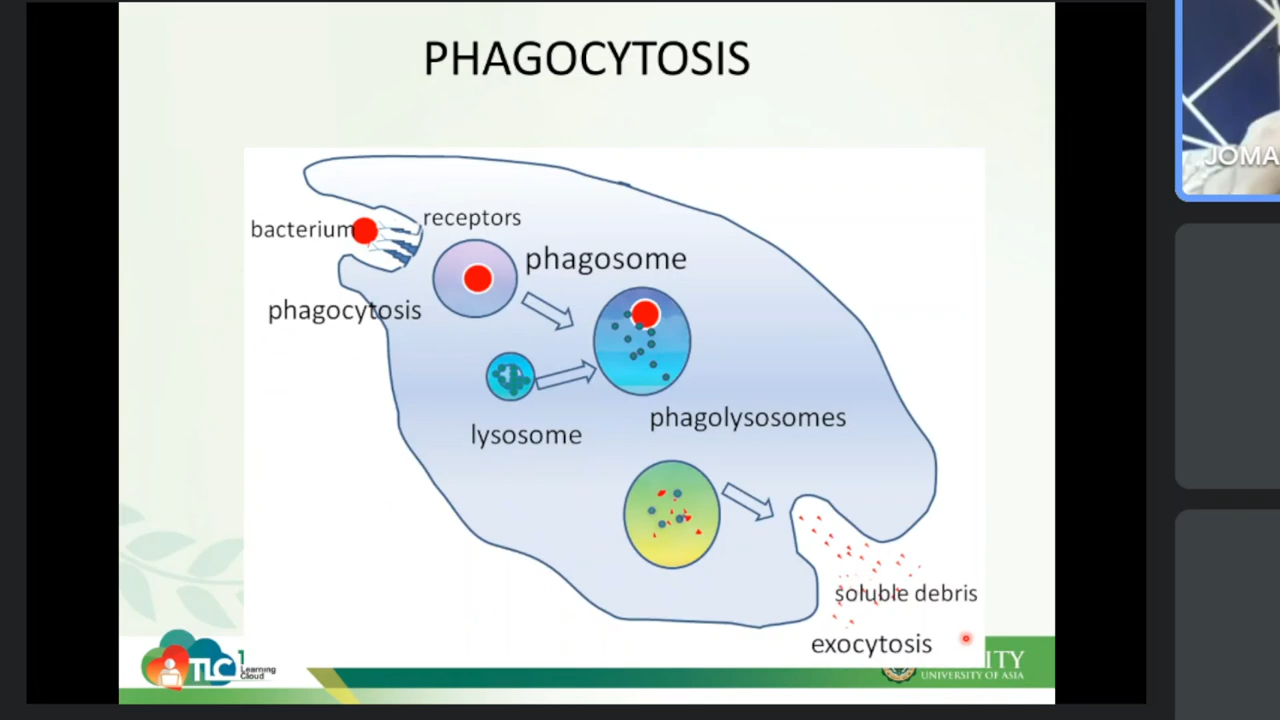 PHAGOCYTOSIS
bacterium
receptors
phagosome
phagocytosis
phagolysosomes
lysosome
soluble debris
exocytosis
TLC
Learning
Cloud
UNIVERSITY OF ASIA
JOMA